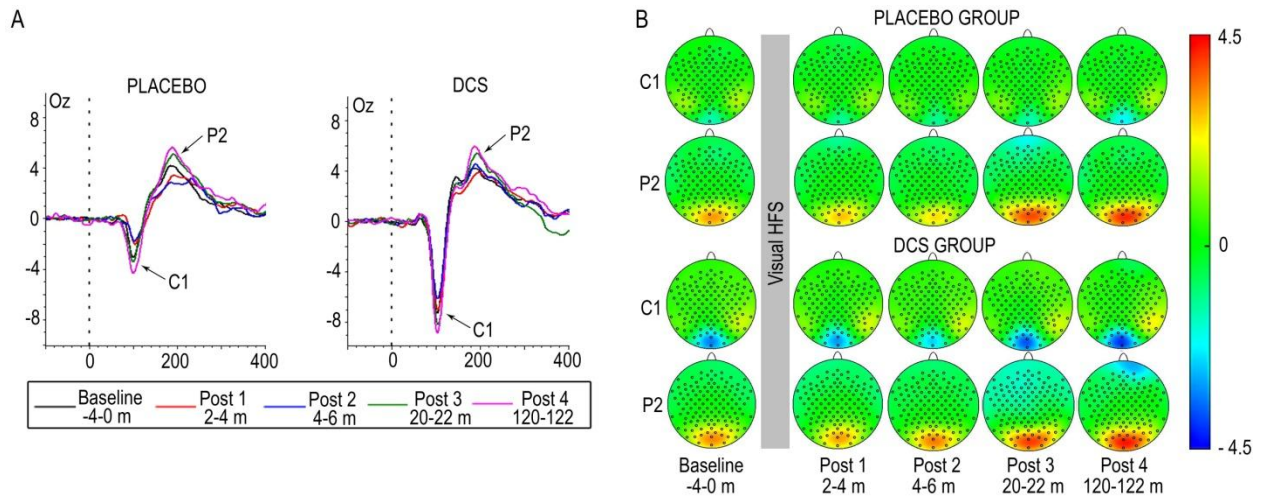 A
PLACEBO
Oz
8
4
0
-4
-8
P2
C1
0 200 400
DCS
Oz
8
4
0
-4
-8
P2
C1
0 200 400
Baseline
-4-0 m
Post 1
2-4 m
Post 2
4-6 m
Post 3
20-22 m
Post 4
120-122
B
PLACEBO GROUP
C1
P2
Visual HFS
DCS GROUP
C1
P2
Baseline
-4-0 m
Post 1
2-4 m
Post 2
4-6 m
Post 3
20-22 m
Post 4
120-122 m
4.5
0
- 4.5